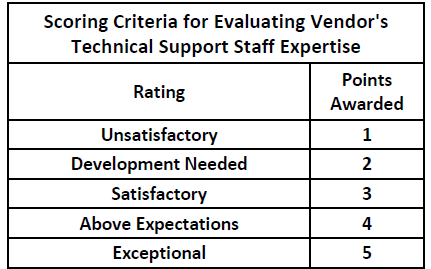 Scoring Criteria for Evaluating Vendor's
Technical Support Staff Expertise
Rating
Points
Awarded
Unsatisfactory 1
Development Needed 2
Satisfactory 3
Above Expectations 4
Exceptional 5